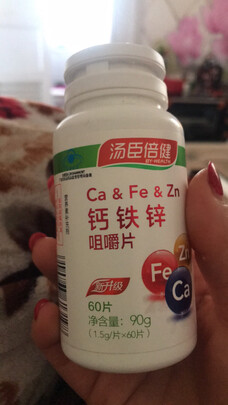 汤臣倍健
BY-HEALTH
Ca & Fe & Zn
钙铁锌
咀嚼片
新升级
Zn
Fe
Ca
60片
净含量：90g
(1.5g/片×60片)